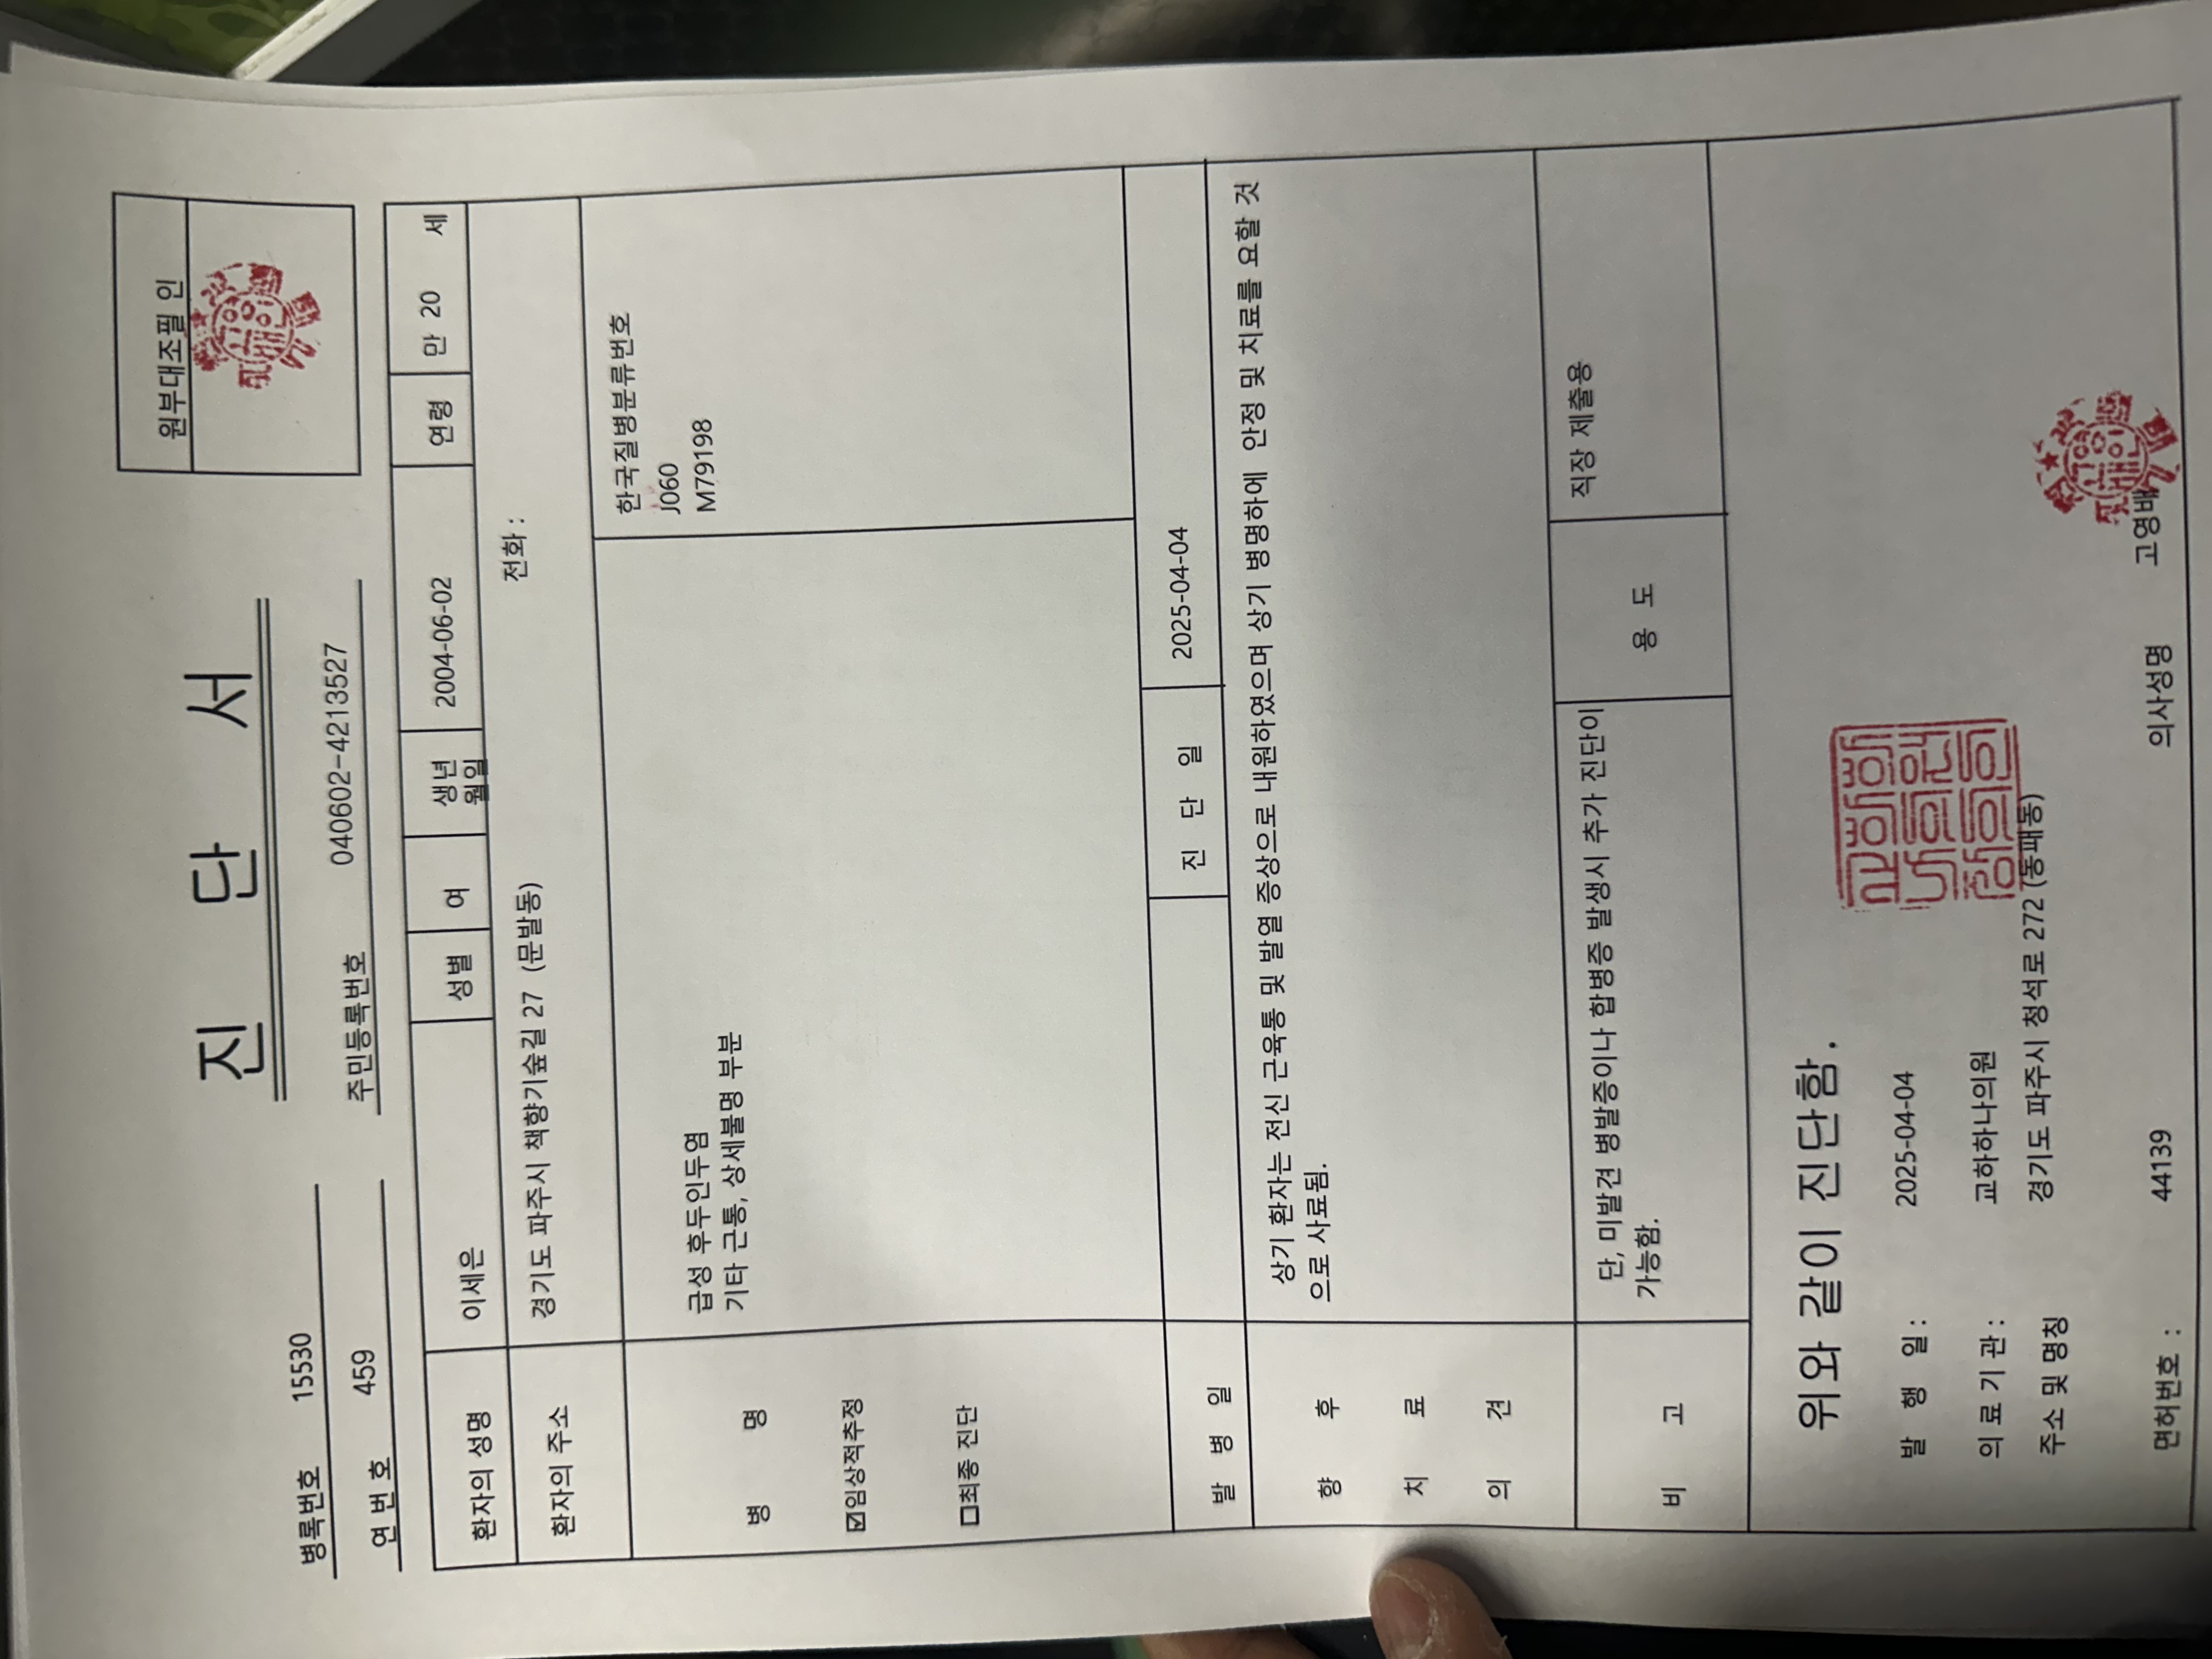 원부대조필 인
진 단 서
병록번호 15530
연 번 호 459
주민등록번호 040602-4213527
환자의 성명 이세은 성별 여 생년월일 2004-06-02 연령 만 20 세
환자의 주소 경기도 파주시 책향기숲길 27 (문발동) 전화 :
병 명
☑임상적추정
☐최종 진단
급성 후두인두염
기타 근통, 상세불명 부분
한국질병분류번호
J060
M79198
발 병 일 진 단 일 2025-04-04
향 후
치 료
의 견
상기 환자는 전신 근육통 및 발열 증상으로 내원하였으며 상기 병명하에 안정 및 치료를 요할 것
으로 사료됨.
비 고
단, 미발견 병발증이나 합병증 발생시 추가 진단이
가능함.
용 도 직장 제출용
위와 같이 진단함.
발 행 일 : 2025-04-04
의 료 기 관 : 교하하나의원
주소 및 명칭 경기도 파주시 청석로 272 (동패동)
면허번호 : 44139 의사성명 고영배